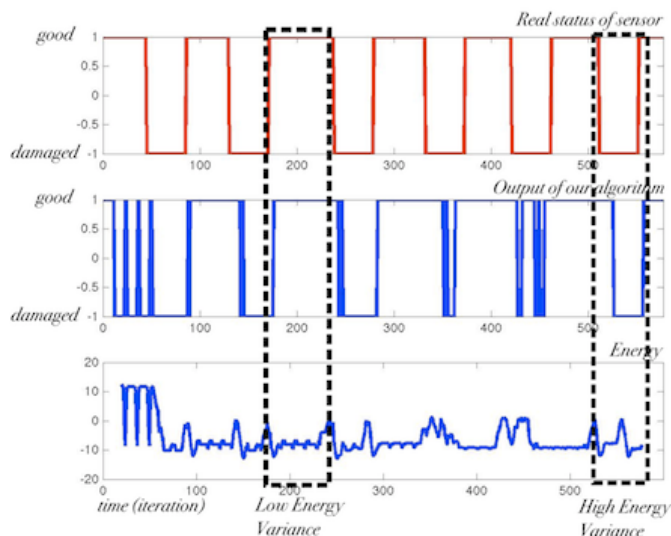 Real status of sensor
good
1
0.5
0
-0.5
damaged
-1
100
200
300
400
500
Output of our algorithm
good
1
0.5
0
-0.5
damaged
-1
0
100
200
300
400
500
Energy
20
10
0
-10
-20
0
100
200
300
400
500
time (iteration)
Low Energy
Variance
High Energy
Variance